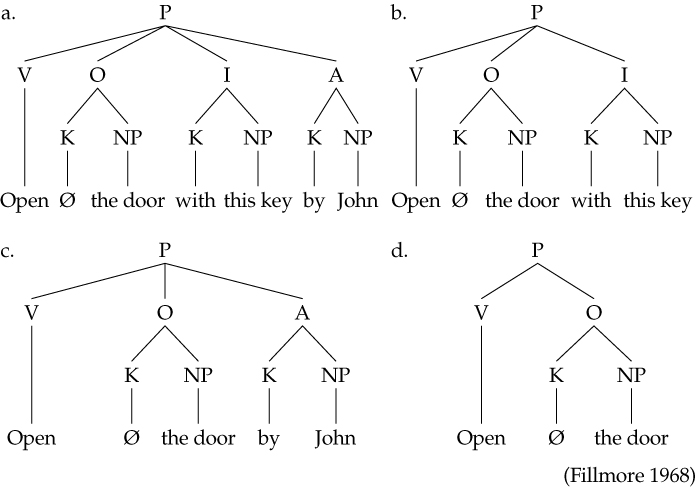 a. P b. P
V O I A V O I
K NP K NP K NP K NP K NP
Open Ø the door with this key by John Open Ø the door with this key
c. P d. P
V O A V O
K NP K NP K NP
Open Ø the door by John Open Ø the door
(Fillmore 1968)